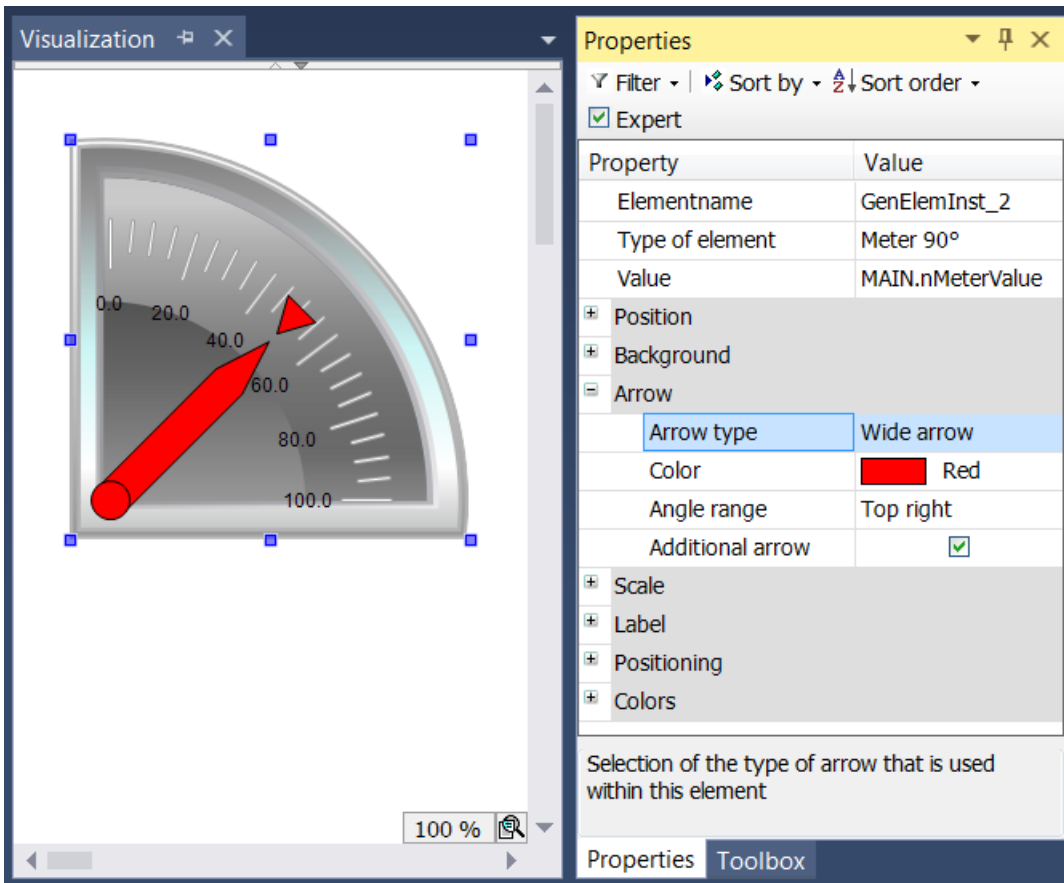 Visualization
0.0
20.0
40.0
60.0
80.0
100.0
100 %
Properties
Filter Sort by Sort order
Expert
Property Value
Elementname GenElemInst_2
Type of element Meter 90°
Value MAIN.nMeterValue
Position
Background
Arrow
Arrow type Wide arrow
Color Red
Angle range Top right
Additional arrow
Scale
Label
Positioning
Colors
Selection of the type of arrow that is used
within this element
Properties Toolbox